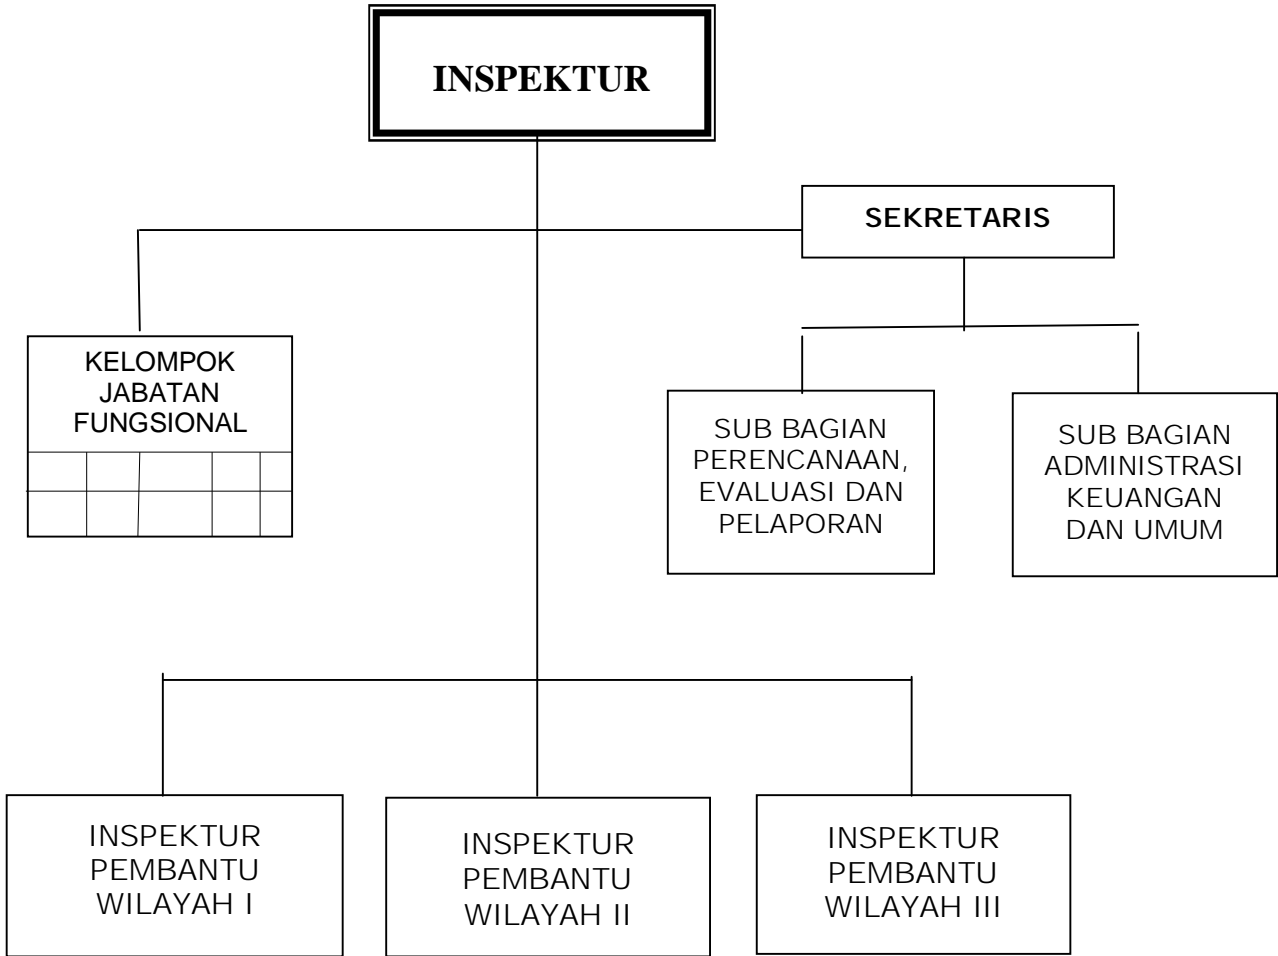 INSPEKTUR
SEKRETARIS
KELOMPOK
JABATAN
FUNGSIONAL
SUB BAGIAN
PERENCANAAN,
EVALUASI DAN
PELAPORAN
SUB BAGIAN
ADMINISTRASI
KEUANGAN
DAN UMUM
INSPEKTUR
PEMBANTU
WILAYAH I
INSPEKTUR
PEMBANTU
WILAYAH II
INSPEKTUR
PEMBANTU
WILAYAH III